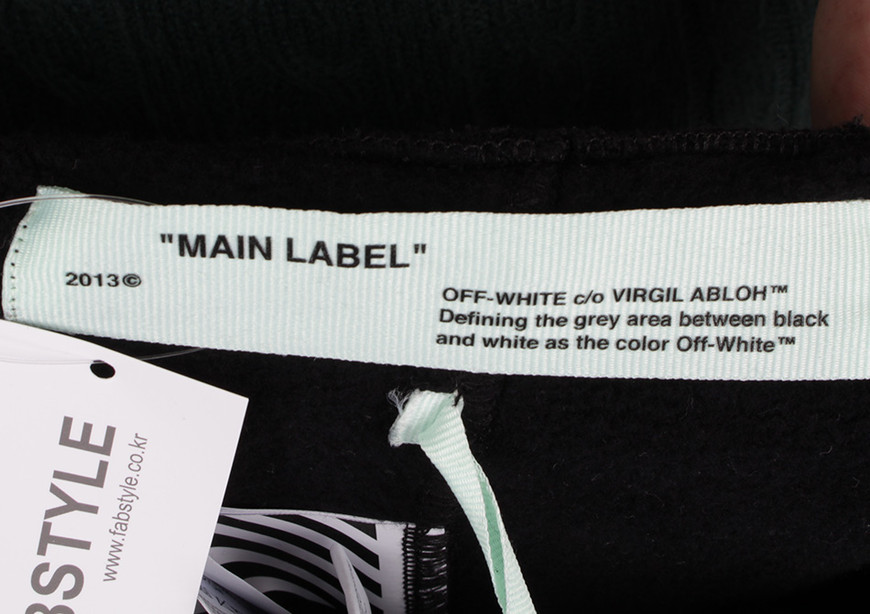 "MAIN LABEL"
2013©
OFF-WHITE c/o VIRGIL ABLOH™
Defining the grey area between black
and white as the color Off-White™
BSTYLE
www.fabstyle.co.kr